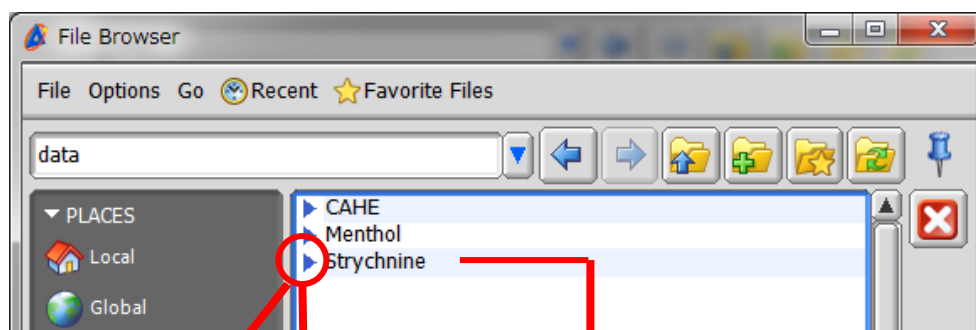 File Browser
File Options Go Recent Favorite Files
data
PLACES
Local
Global
CAHE
Menthol
Strychnine